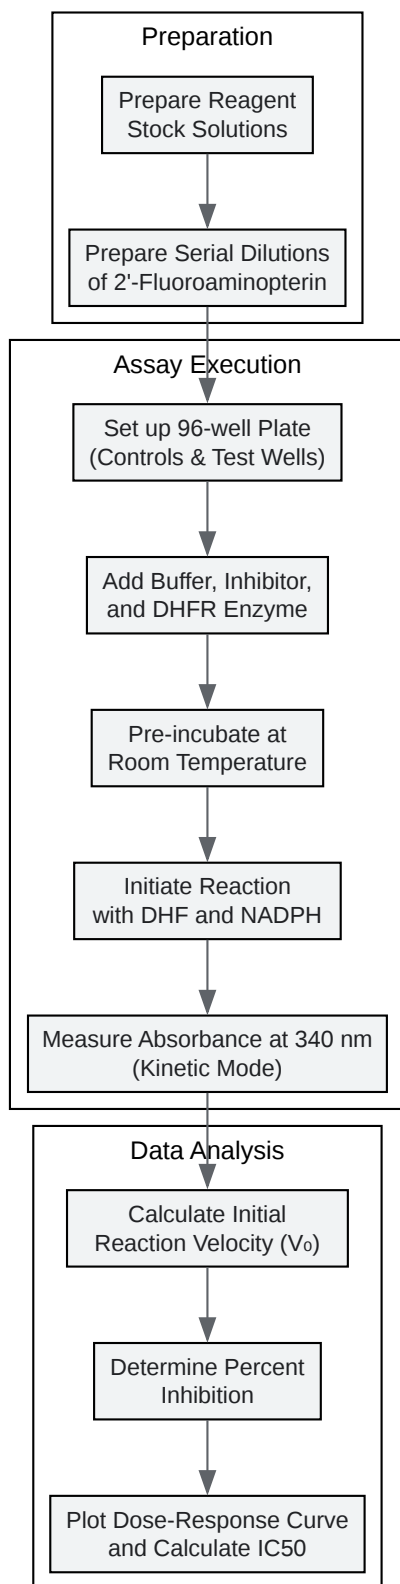 Preparation
Prepare Reagent
Stock Solutions
Prepare Serial Dilutions
of 2'-Fluoroaminopterin
Assay Execution
Set up 96-well Plate
(Controls & Test Wells)
Add Buffer, Inhibitor,
and DHFR Enzyme
Pre-incubate at
Room Temperature
Initiate Reaction
with DHF and NADPH
Measure Absorbance at 340 nm
(Kinetic Mode)
Data Analysis
Calculate Initial
Reaction Velocity (V₀)
Determine Percent
Inhibition
Plot Dose-Response Curve
and Calculate IC50